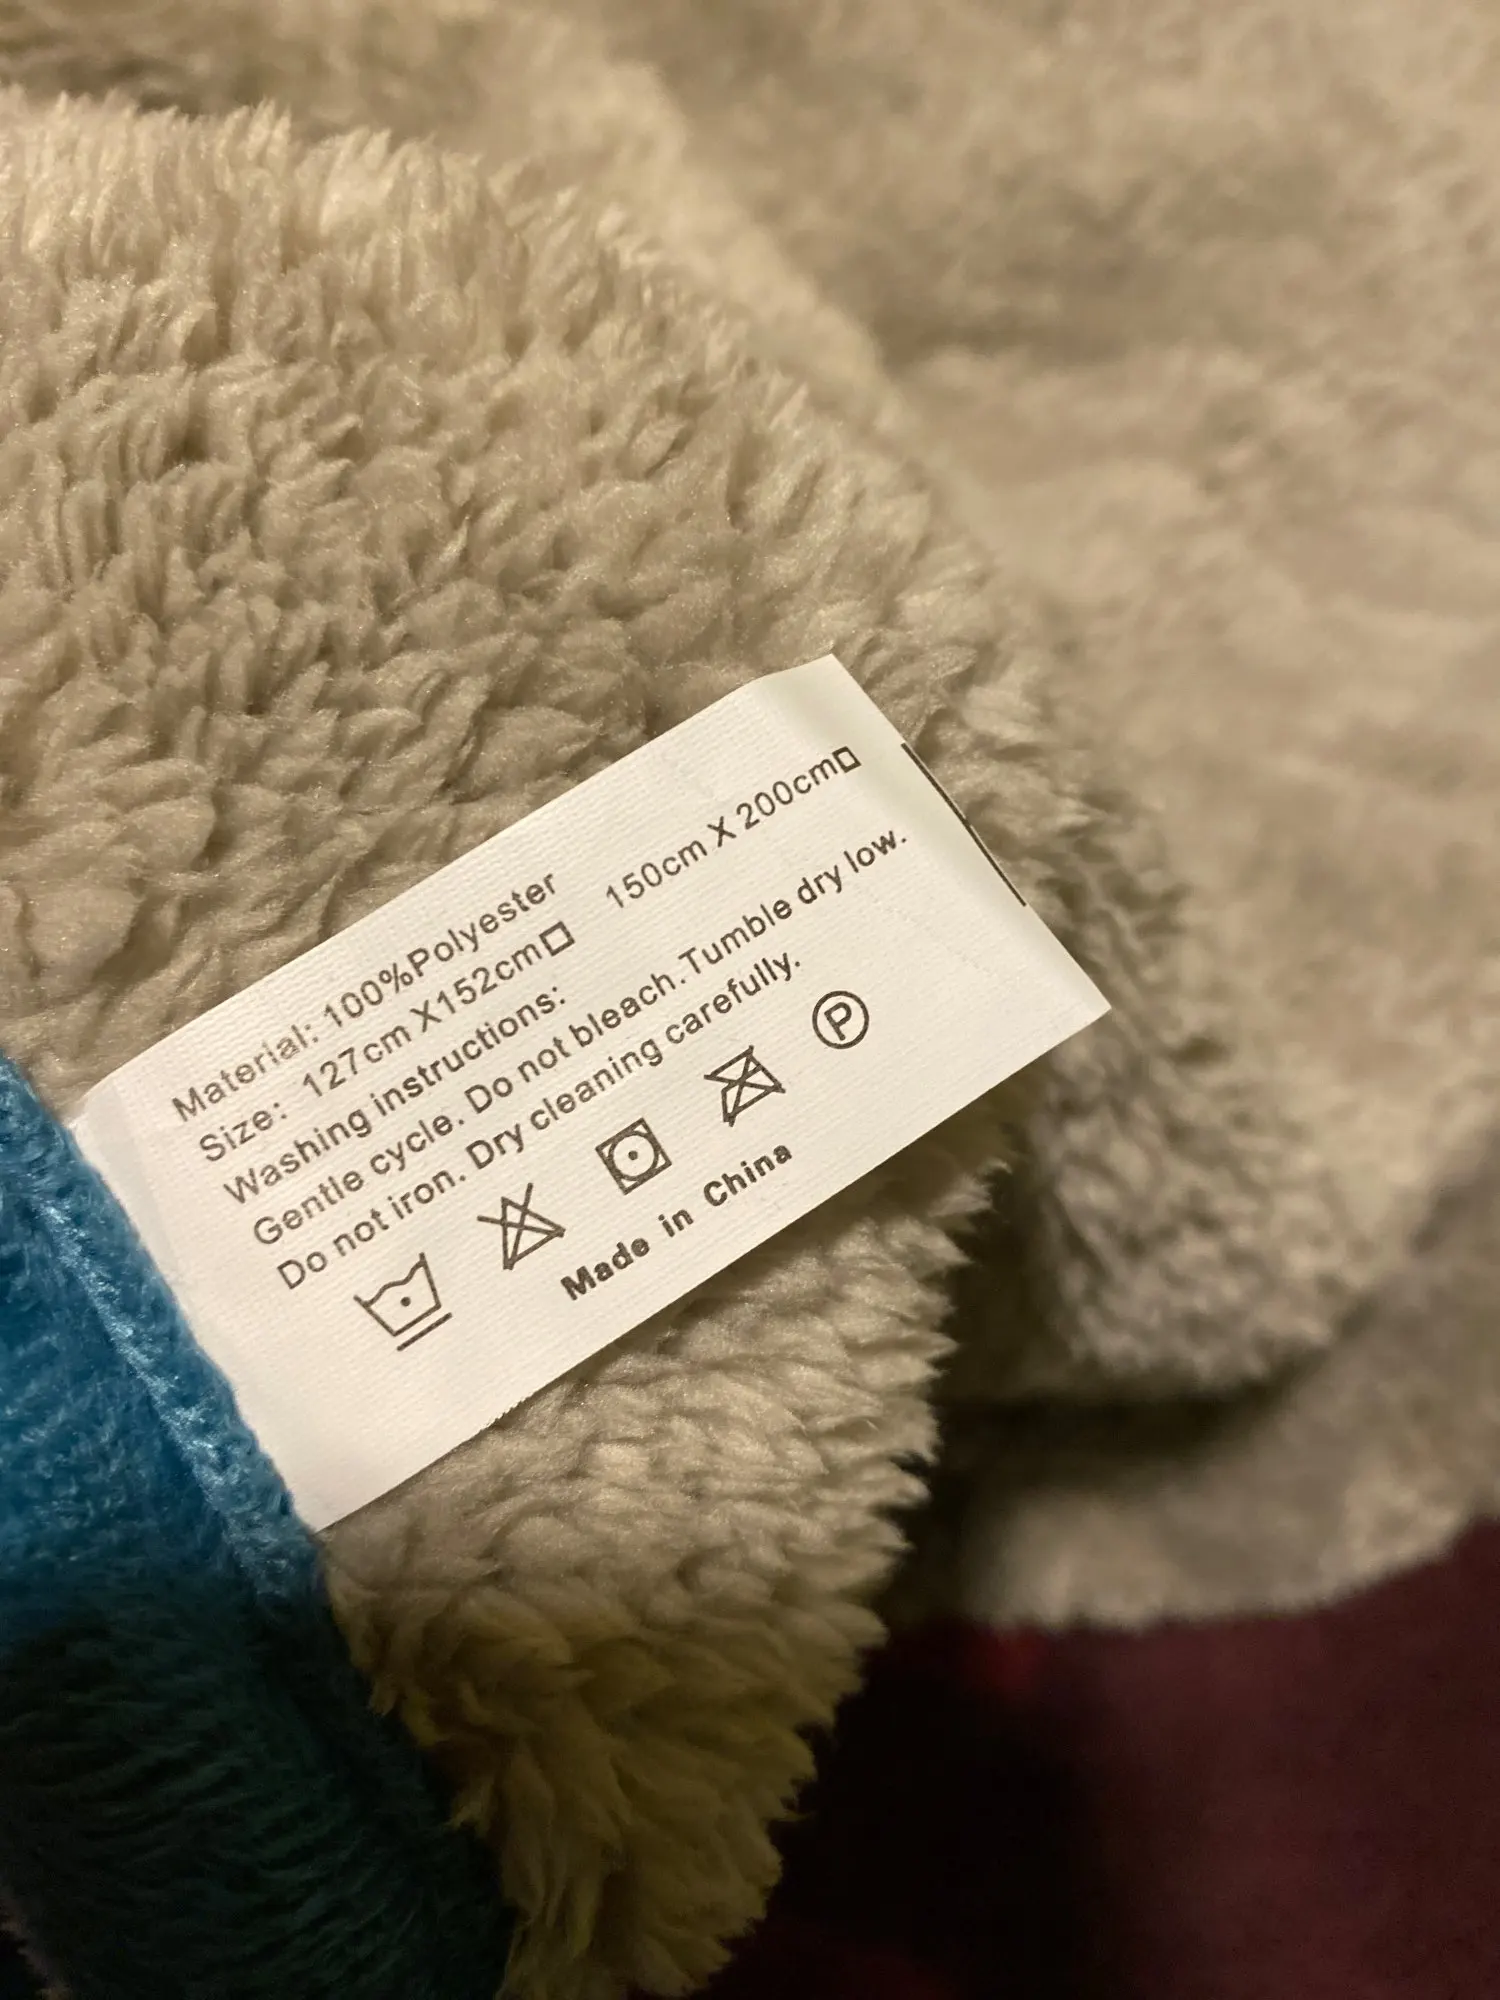 Material: 100%Polyester
Size: 127cm X152cm□ 150cm X 200cm□
Washing instructions:
Gentle cycle. Do not bleach.Tumble dry low.
Do not iron. Dry cleaning carefully.
P
Made in China